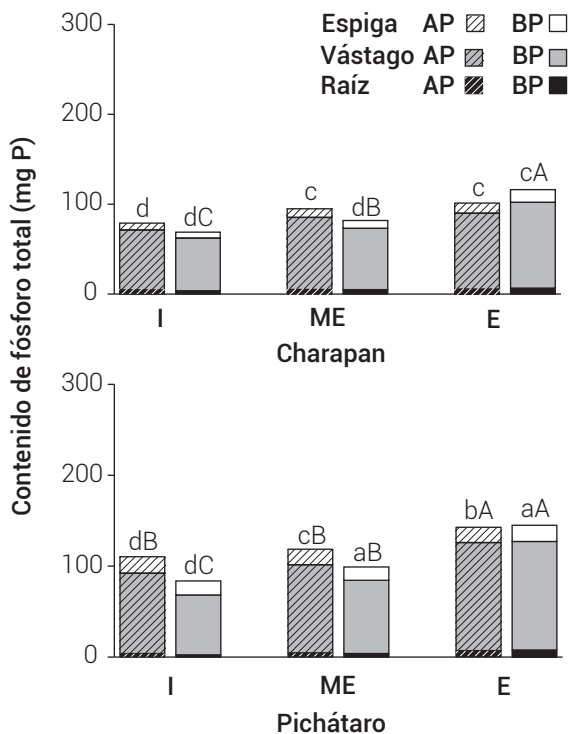 Contenido de fósforo total (mg P)
Espiga AP BP
Vástago AP BP
Raíz AP BP
300
200
100
0
d dC c dB c cA
I ME E
Charapan
300
200
100
0
dB dC cB aB bA aA
I ME E
Pichátaro